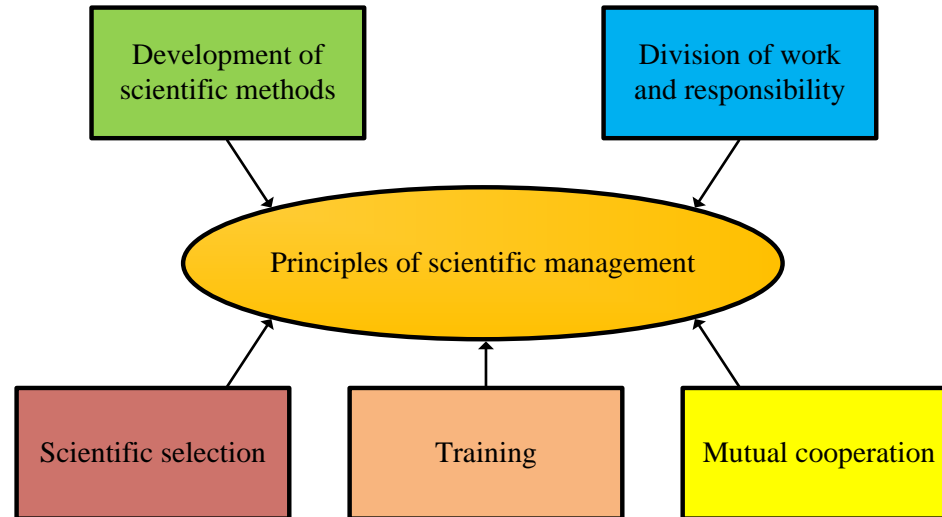 Development of
scientific methods
Division of work
and responsibility
Principles of scientific management
Scientific selection
Training
Mutual cooperation